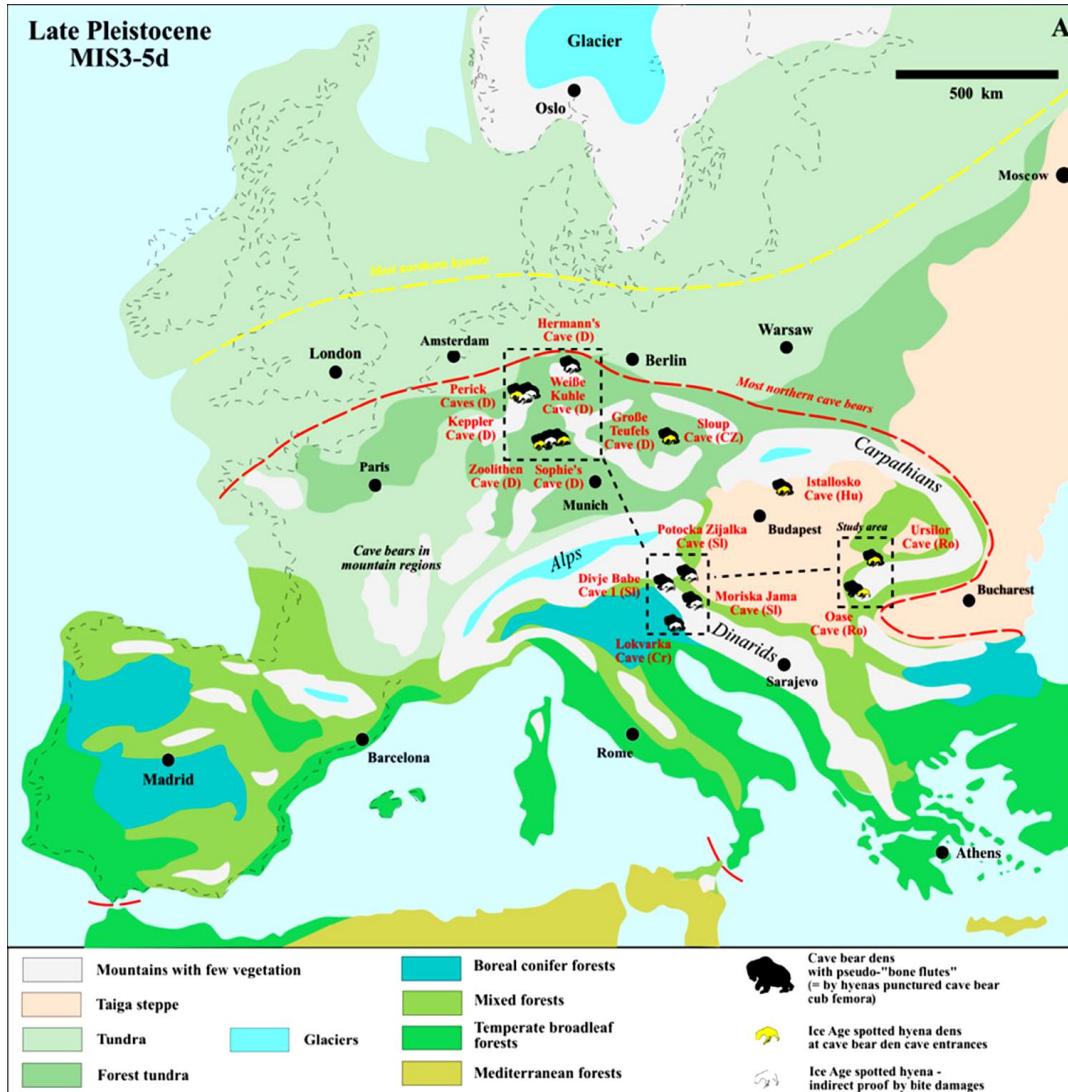 Late Pleistocene
MIS3-5d
A
Glacier
500 km
Oslo
Moscow
Most northern hyenas
Hermann's
Cave (D)
Warsaw
Amsterdam
London
Berlin
Perick
Caves (D)
Weiße
Kuhle
Cave (D)
Most northern cave bears
Keppler
Cave (D)
Große
Teufels
Cave (D)
Sloup
Cave (CZ)
Paris
Zoolithen
Cave (D)
Sophie's
Cave (D)
Munich
Carpathians
Istallosko
Cave (Hu)
Budapest
Study area
Ursilor
Cave (Ro)
Potocka Zijalka
Cave (Sl)
Cave bears in
mountain regions
Alps
Divje Babe
Cave 1 (Sl)
Moriska Jama
Cave (Sl)
Bucharest
Oase
Cave (Ro)
Lokvarka
Cave (Cr)
Dinarids
Sarajevo
Madrid
Barcelona
Rome
Athens
Mountains with few vegetation
Taiga steppe
Tundra
Forest tundra
Glaciers
Boreal conifer forests
Mixed forests
Temperate broadleaf
forests
Mediterranean forests
Cave bear dens
with pseudo-"bone flutes"
(= by hyenas punctured cave bear
cub femora)
Ice Age spotted hyena dens
at cave bear den cave entrances
Ice Age spotted hyena -
indirect proof by bite damages